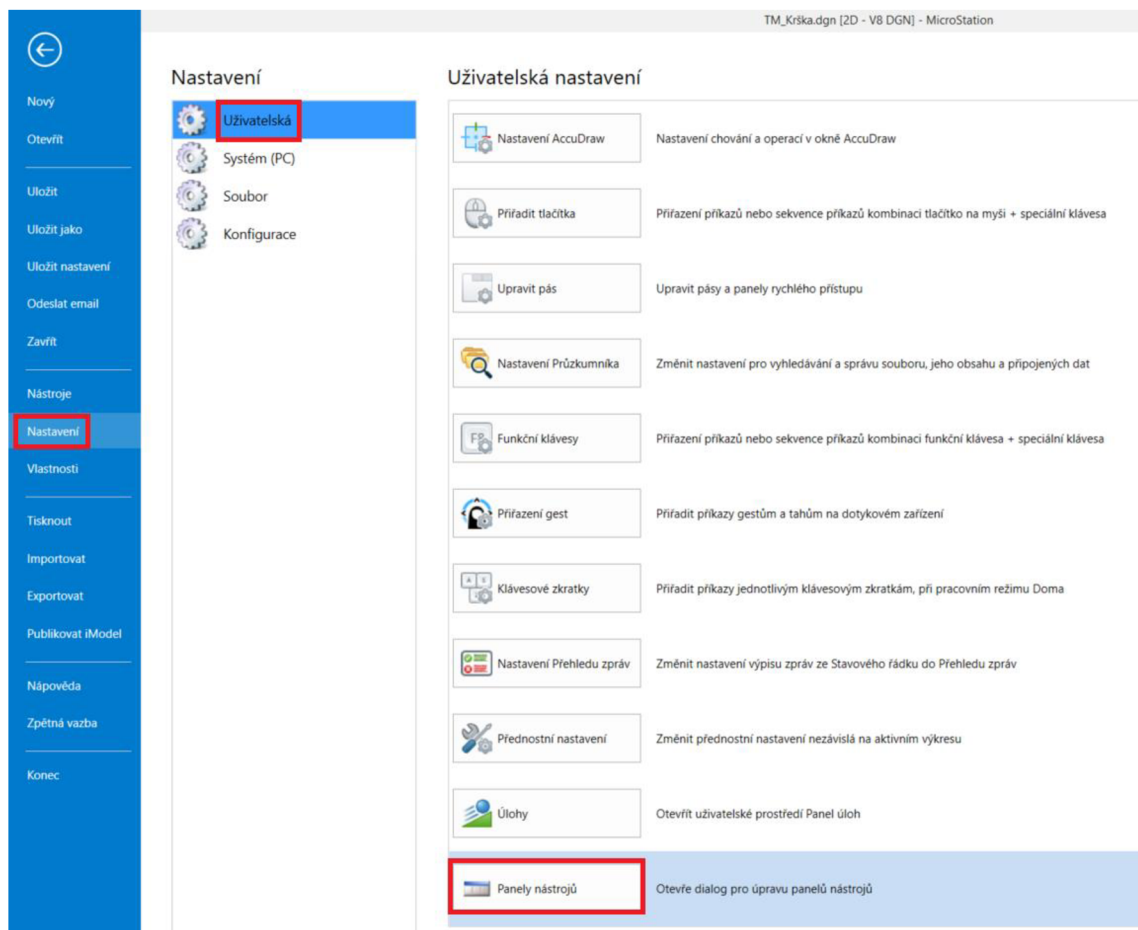 TM_Krška.dgn [2D - V8 DGN] - MicroStation
Nový
Otevřít
Uložit
Uložit jako
Uložit nastavení
Odeslat email
Zavřít
Nástroje
Nastavení
Vlastnosti
Tisknout
Importovat
Exportovat
Publikovat iModel
Nápověda
Zpětná vazba
Konec
Nastavení
Uživatelská
Systém (PC)
Soubor
Konfigurace
Uživatelská nastavení
Nastavení AccuDraw
Nastavení chování a operací v okně AccuDraw
Přiřadit tlačítka
Přiřazení příkazů nebo sekvence příkazů kombinaci tlačítko na myši + speciální klávesa
Upravit pás
Upravit pásy a panely rychlého přístupu
Nastavení Průzkumníka
Změnit nastavení pro vyhledávání a správu souboru, jeho obsahu a připojených dat
F8
Funkční klávesy
Přiřazení příkazů nebo sekvence příkazů kombinaci funkční klávesa + speciální klávesa
Přiřazení gest
Přiřadit příkazy gestům a tahům na dotykovém zařízení
Klávesové zkratky
Přiřadit příkazy jednotlivým klávesovým zkratkám, při pracovním režimu Doma
Nastavení Přehledu zpráv
Změnit nastavení výpisu zpráv ze Stavového řádku do Přehledu zpráv
Přednostní nastavení
Změnit přednostní nastavení nezávislá na aktivním výkresu
Úlohy
Otevřít uživatelské prostředí Panel úloh
Panely nástrojů
Otevře dialog pro úpravu panelů nástrojů